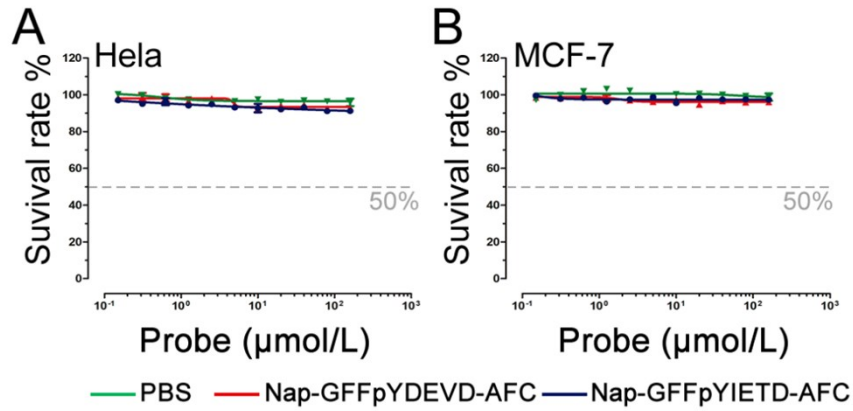 A
B
Hela
MCF-7
Suvival rate %
120
100
80
60
40
20
0
50%
10-1
100
101
102
103
Probe (µmol/L)
Suvival rate %
120
100
80
60
40
20
0
50%
10-1
100
101
102
103
Probe (µmol/L)
PBS Nap-GFFpYDEVD-AFC Nap-GFFpYIETD-AFC